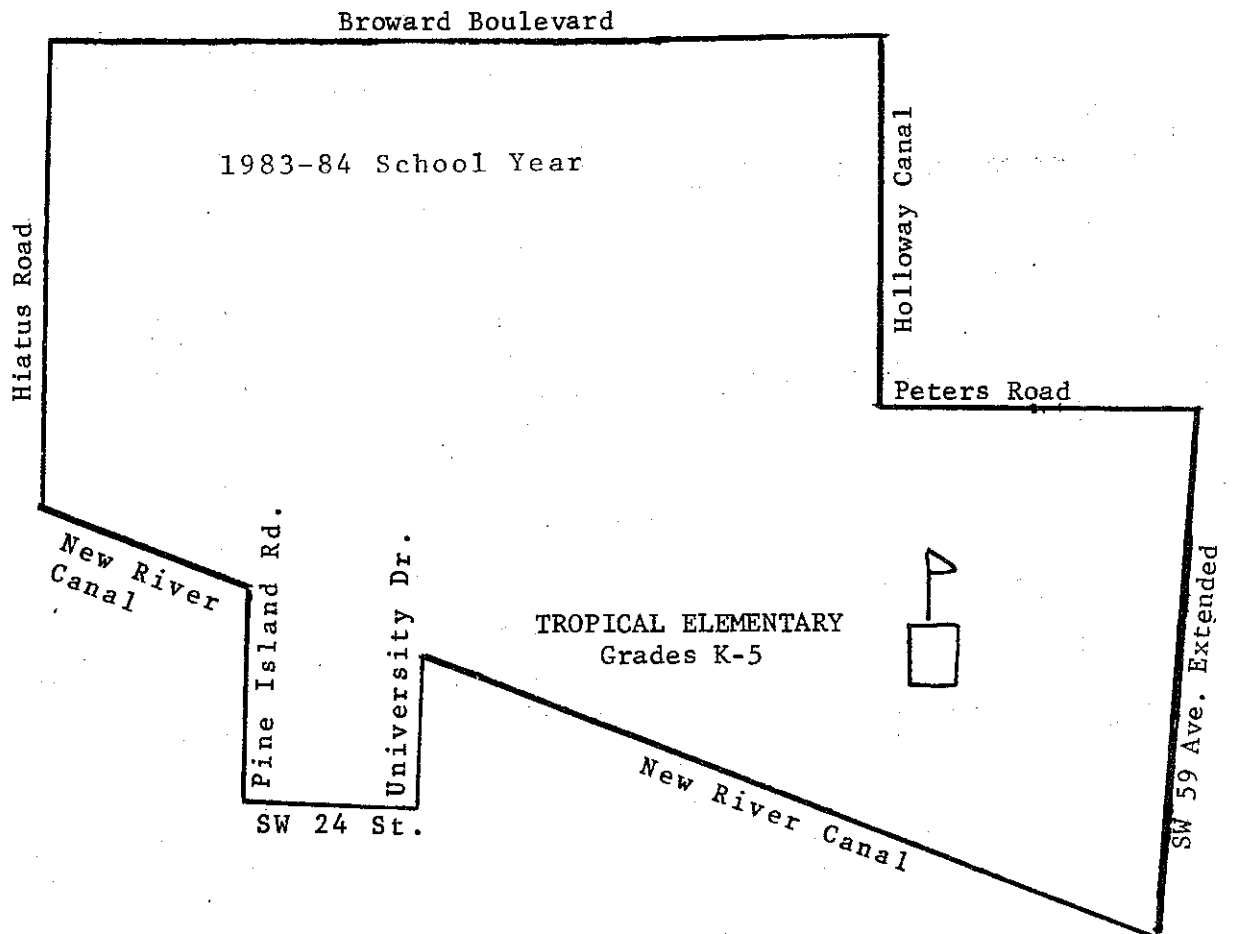 Broward Boulevard
1983-84 School Year
Holloway Canal
Hiatus Road
Peters Road
New River
Canal
Pine Island Rd.
University Dr.
TROPICAL ELEMENTARY
Grades K-5
SW 59 Ave. Extended
New River Canal
SW 24 St.